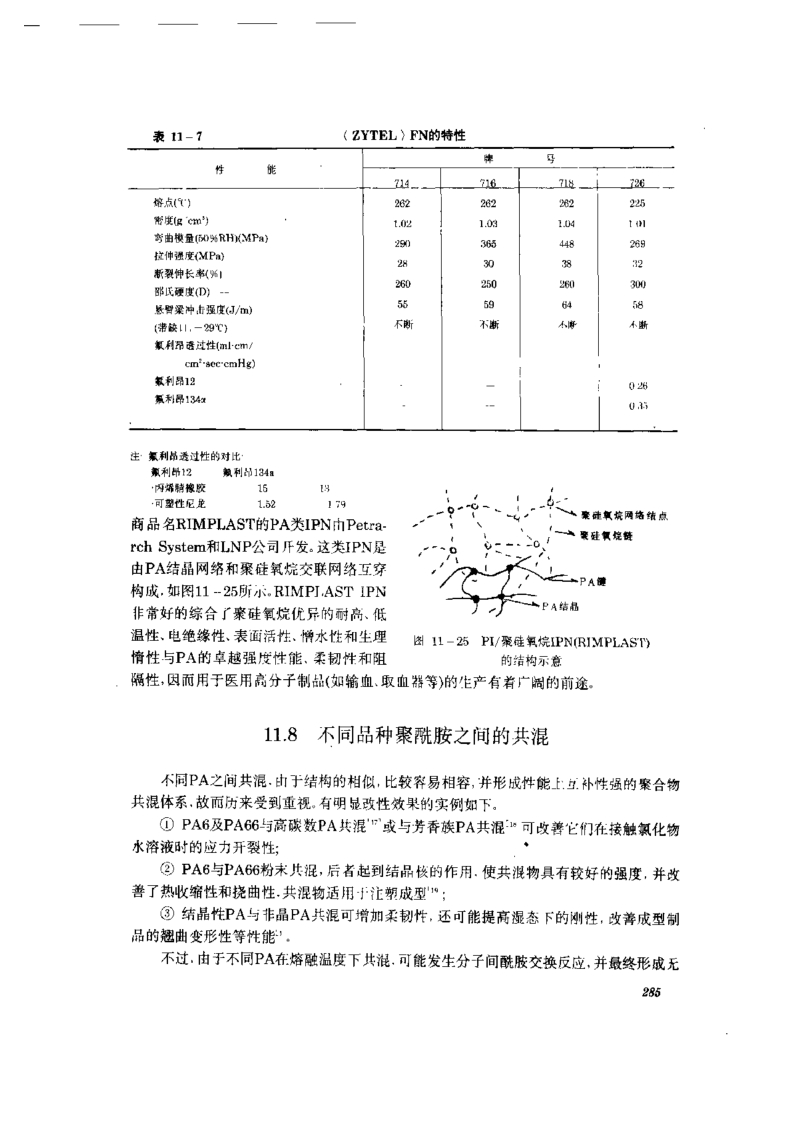 表 11-7 (ZYTEL)FN的特性
性 能 牌 号
714 716 718 726
熔点(℃) 262 262 262 225
密度(g/cm³) 1.02 1.03 1.04 1.01
弯曲模量(50%RH)(MPa) 290 365 448 269
拉伸强度(MPa) 28 30 38 32
断裂伸长率(%) 260 250 260 300
邵氏硬度(D) 55 59 64 58
悬臂梁冲击强度(J/m)
(带缺口,-29℃) 不断 不断 不断 不断
氟利昂透过性(ml·cm/
cm²·sec·cmHg)
氟利昂12 - — 0.26
氟利昂134α - -- 0.35
注 氟利昂透过性的对比
氟利昂12 氟利昂134a
·丙烯腈橡胶 15 18
·可塑性尼龙 1.52 1.79
商品名RIMPLAST的PA类IPN由Petra-
rch System和LNP公司开发。这类IPN是
由PA结晶网络和聚硅氧烷交联网络互穿
构成,如图11-25所示。RIMPLAST IPN
非常好的综合了聚硅氧烷优异的耐高、低
温性、电绝缘性、表面活性、憎水性和生理
惰性与PA的卓越强度性能、柔韧性和阻
隔性,因而用于医用高分子制品(如输血、取血器等)的生产有着广阔的前途。
聚硅氧烷网络结点
聚硅氧烷链
PA键
PA结晶
图 11-25 PI/聚硅氧烷IPN(RIMPLAST)
的结构示意
11.8 不同品种聚酰胺之间的共混
不同PA之间共混,由于结构的相似,比较容易相容,并形成性能上互补性强的聚合物
共混体系,故而历来受到重视。有明显改性效果的实例如下。
① PA6及PA66与高碳数PA共混[17]或与芳香族PA共混[18]可改善它们在接触氯化物
水溶液时的应力开裂性;
② PA6与PA66粉末共混,后者起到结晶核的作用,使共混物具有较好的强度,并改
善了热收缩性和挠曲性,共混物适用于注塑成型[19];
③ 结晶性PA与非晶PA共混可增加柔韧性,还可能提高湿态下的刚性,改善成型制
品的翘曲变形性等性能。
不过,由于不同PA在熔融温度下共混,可能发生分子间酰胺交换反应,并最终形成无
285